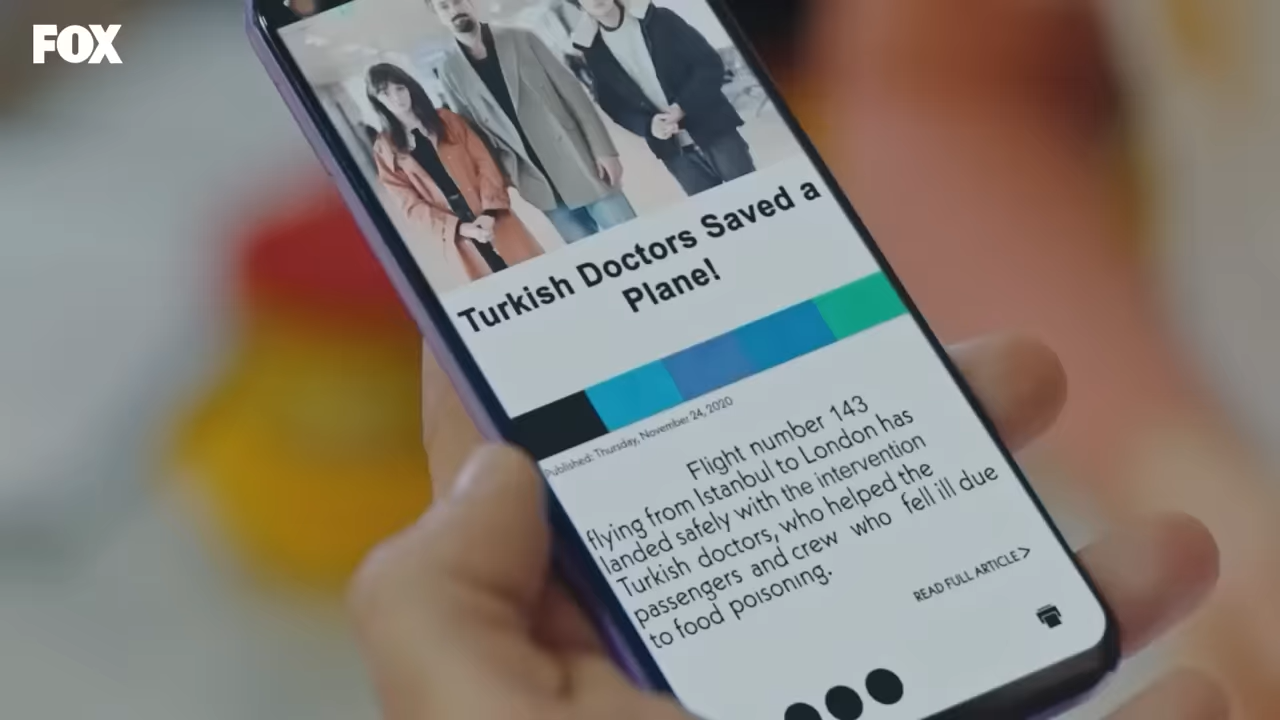 FOX
Turkish Doctors Saved a
Plane!
Published: Thursday, November 24, 2020
Flight number 143
flying from Istanbul to London has
landed safely with the intervention
Turkish doctors, who helped the
passengers and crew who fell ill due
to food poisoning.
READ FULL ARTICLE>